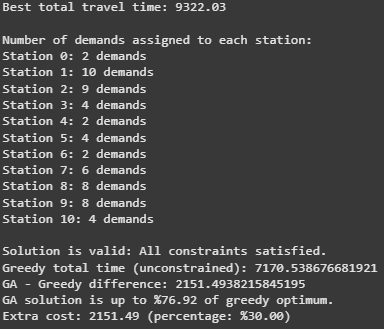 Best total travel time: 9322.03
Number of demands assigned to each station:
Station 0: 2 demands
Station 1: 10 demands
Station 2: 9 demands
Station 3: 4 demands
Station 4: 2 demands
Station 5: 4 demands
Station 6: 2 demands
Station 7: 6 demands
Station 8: 8 demands
Station 9: 8 demands
Station 10: 4 demands
Solution is valid: All constraints satisfied.
Greedy total time (unconstrained): 7170.538676681921
GA - Greedy difference: 2151.4938215845195
GA solution is up to %76.92 of greedy optimum.
Extra cost: 2151.49 (percentage: %30.00)